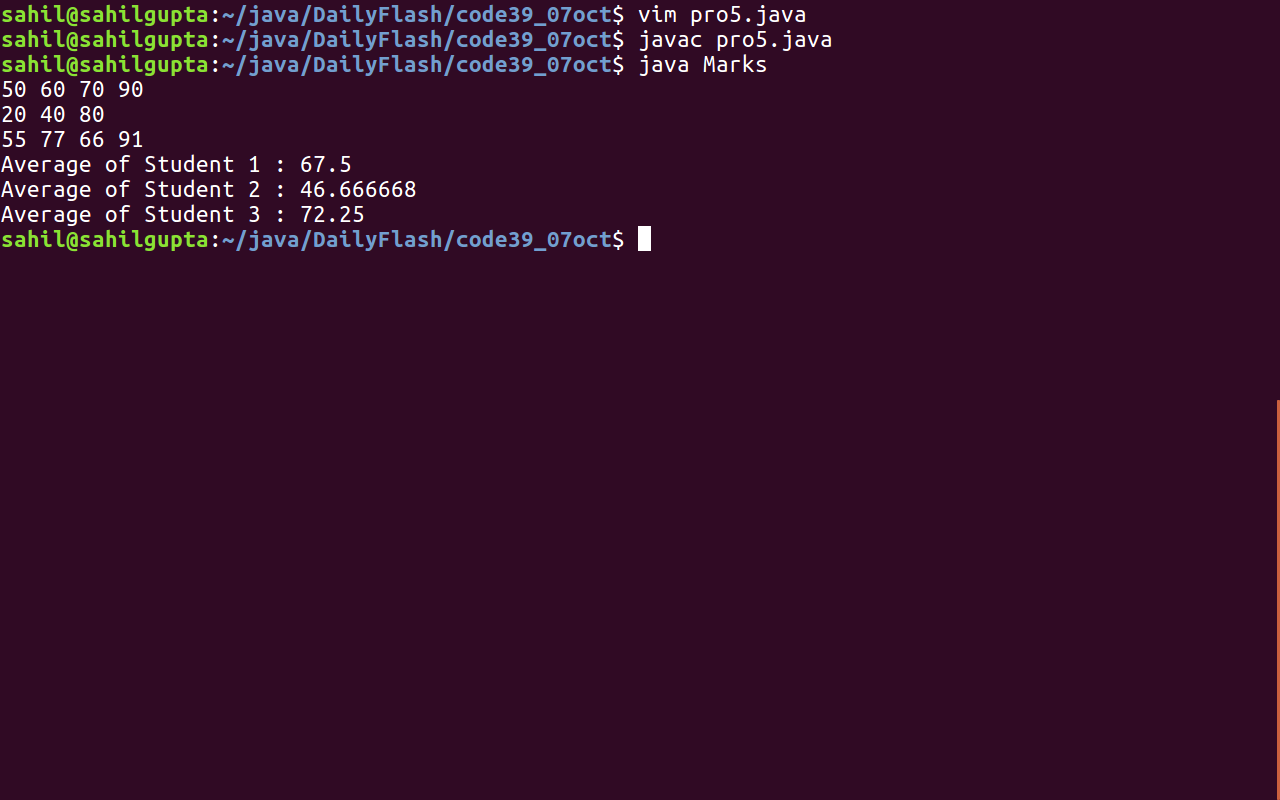 sahil@sahilgupta:~/java/DailyFlash/code39_07oct$ vim pro5.java
sahil@sahilgupta:~/java/DailyFlash/code39_07oct$ javac pro5.java
sahil@sahilgupta:~/java/DailyFlash/code39_07oct$ java Marks
50 60 70 90
20 40 80
55 77 66 91
Average of Student 1 : 67.5
Average of Student 2 : 46.666668
Average of Student 3 : 72.25
sahil@sahilgupta:~/java/DailyFlash/code39_07oct$